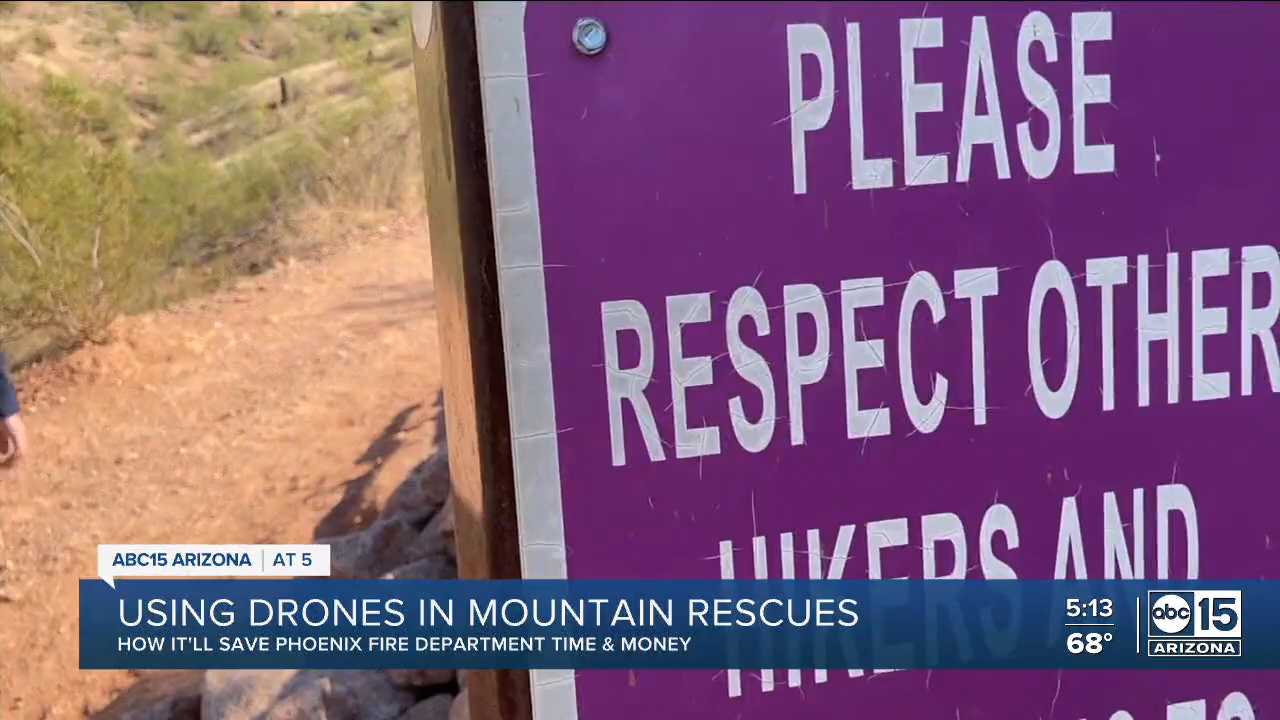 PLEASE
RESPECT OTHER
HIKERS AND
ABC15 ARIZONA | AT 5
USING DRONES IN MOUNTAIN RESCUES
HOW IT'LL SAVE PHOENIX FIRE DEPARTMENT TIME & MONEY
5:13
68°
abc 15
ARIZONA